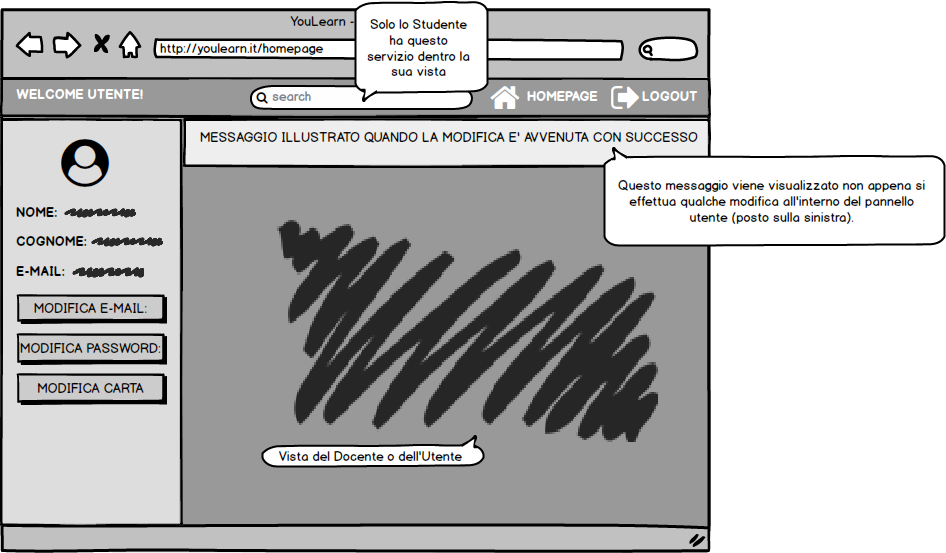 YouLearn -
Solo lo Studente
ha questo
servizio dentro la
sua vista
http://youlearn.it/homepage
WELCOME UTENTE!
search
HOMEPAGE
LOGOUT
MESSAGGIO ILLUSTRATO QUANDO LA MODIFICA E' AVVENUTA CON SUCCESSO
Questo messaggio viene visualizzato non appena si
effettua qualche modifica all'interno del pannello
utente (posto sulla sinistra).
NOME:
COGNOME:
E-MAIL:
MODIFICA E-MAIL:
MODIFICA PASSWORD:
MODIFICA CARTA
Vista del Docente o dell'Utente